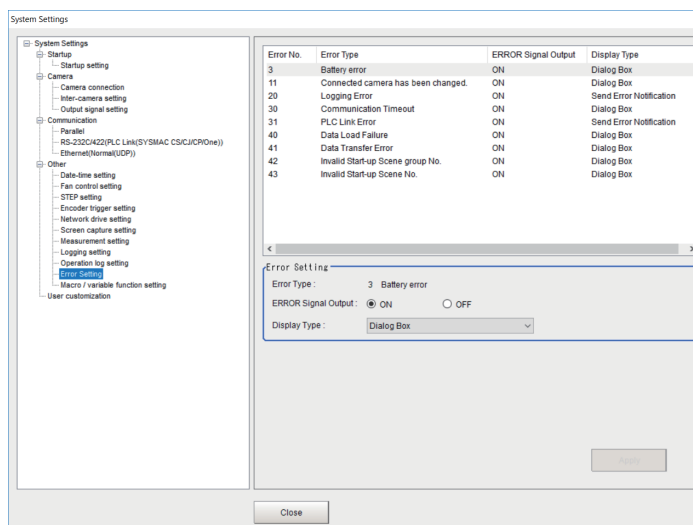 System Settings
System Settings
Startup
Startup setting
Camera
Camera connection
Inter-camera setting
Output signal setting
Communication
Parallel
RS-232C/422(PLC Link(SYSMAC CS/CJ/CP/One))
Ethernet(Normal(UDP))
Other
Date-time setting
Fan control setting
STEP setting
Encoder trigger setting
Network drive setting
Screen capture setting
Measurement setting
Logging setting
Operation log setting
Error Setting
Macro / variable function setting
User customization
Error No. Error Type ERROR Signal Output Display Type
3 Battery error ON Dialog Box
11 Connected camera has been changed. ON Dialog Box
20 Logging Error ON Send Error Notification
30 Communication Timeout ON Dialog Box
31 PLC Link Error ON Send Error Notification
40 Data Load Failure ON Dialog Box
41 Data Transfer Error ON Dialog Box
42 Invalid Start-up Scene group No. ON Dialog Box
43 Invalid Start-up Scene No. ON Dialog Box
Error Setting
Error Type : 3 Battery error
ERROR Signal Output : ON OFF
Display Type : Dialog Box
Apply
Close